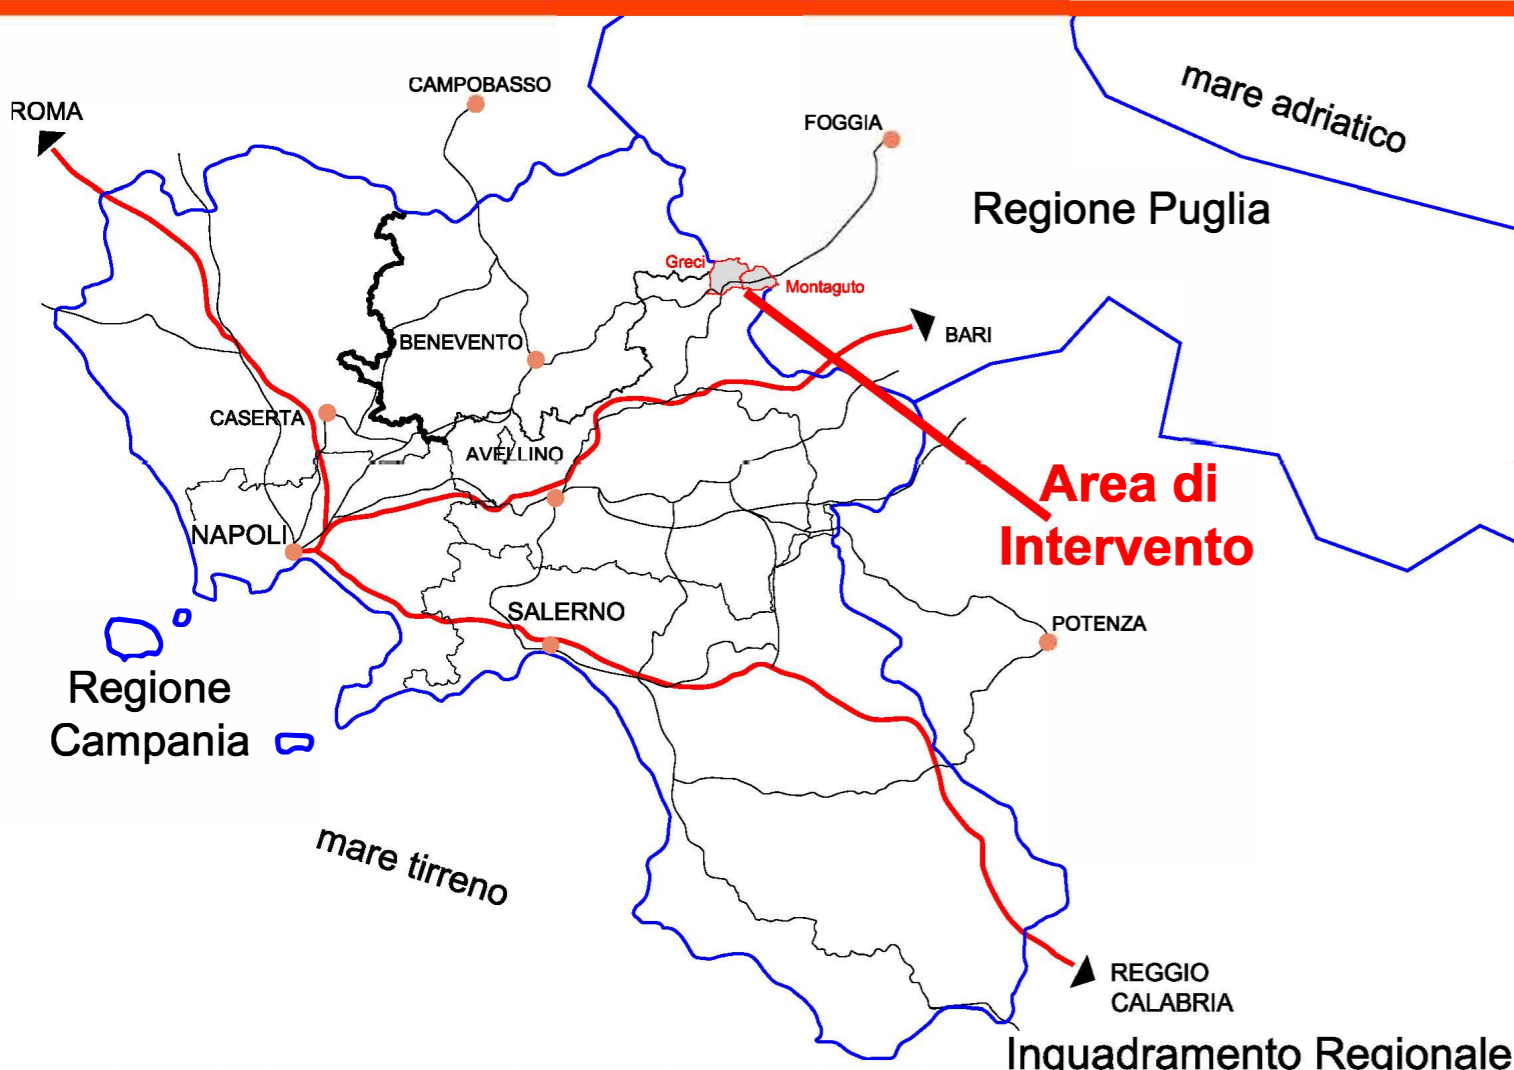 mare adriatico
CAMPOBASSO
ROMA
FOGGIA
Regione Puglia
Greci
Montaguto
BARI
BENEVENTO
CASERTA
AVELLINO
Area di
Intervento
NAPOLI
SALERNO
POTENZA
Regione
Campania
mare tirreno
REGGIO
CALABRIA
Inquadramento Regionale